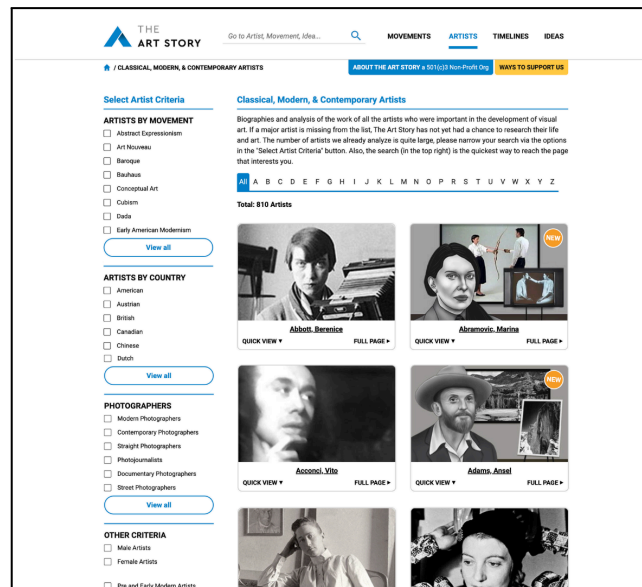 THE
ART STORY
Go to Artist, Movement, Idea...
MOVEMENTS
ARTISTS
TIMELINES
IDEAS
/ CLASSICAL, MODERN, & CONTEMPORARY ARTISTS
ABOUT THE ART STORY a 501(c)3 Non-Profit Org
WAYS TO SUPPORT US
Select Artist Criteria
ARTISTS BY MOVEMENT
Abstract Expressionism
Art Nouveau
Baroque
Bauhaus
Conceptual Art
Cubism
Dada
Early American Modernism
View all
ARTISTS BY COUNTRY
American
Austrian
British
Canadian
Chinese
Dutch
View all
PHOTOGRAPHERS
Modern Photographers
Contemporary Photographers
Straight Photographers
Photojournalists
Documentary Photographers
Street Photographers
View all
OTHER CRITERIA
Male Artists
Female Artists
Pre and Early Modern Artists
Classical, Modern, & Contemporary Artists
Biographies and analysis of the work of all the artists who were important in the development of visual
art. If a major artist is missing from the list, The Art Story has not yet had a chance to research their life
and art. The number of artists we already analyze is quite large, please narrow your search via the options
in the "Select Artist Criteria" button. Also, the search (in the top right) is the quickest way to reach the page
that interests you.
All A B C D E F G H I J K L M N O P R S T U V W X Y Z
Total: 810 Artists
Abbott, Berenice
QUICK VIEW ▾ FULL PAGE ▸
NEW
Abramovic, Marina
QUICK VIEW ▾ FULL PAGE ▸
Acconci, Vito
QUICK VIEW ▾ FULL PAGE ▸
NEW
Adams, Ansel
QUICK VIEW ▾ FULL PAGE ▸